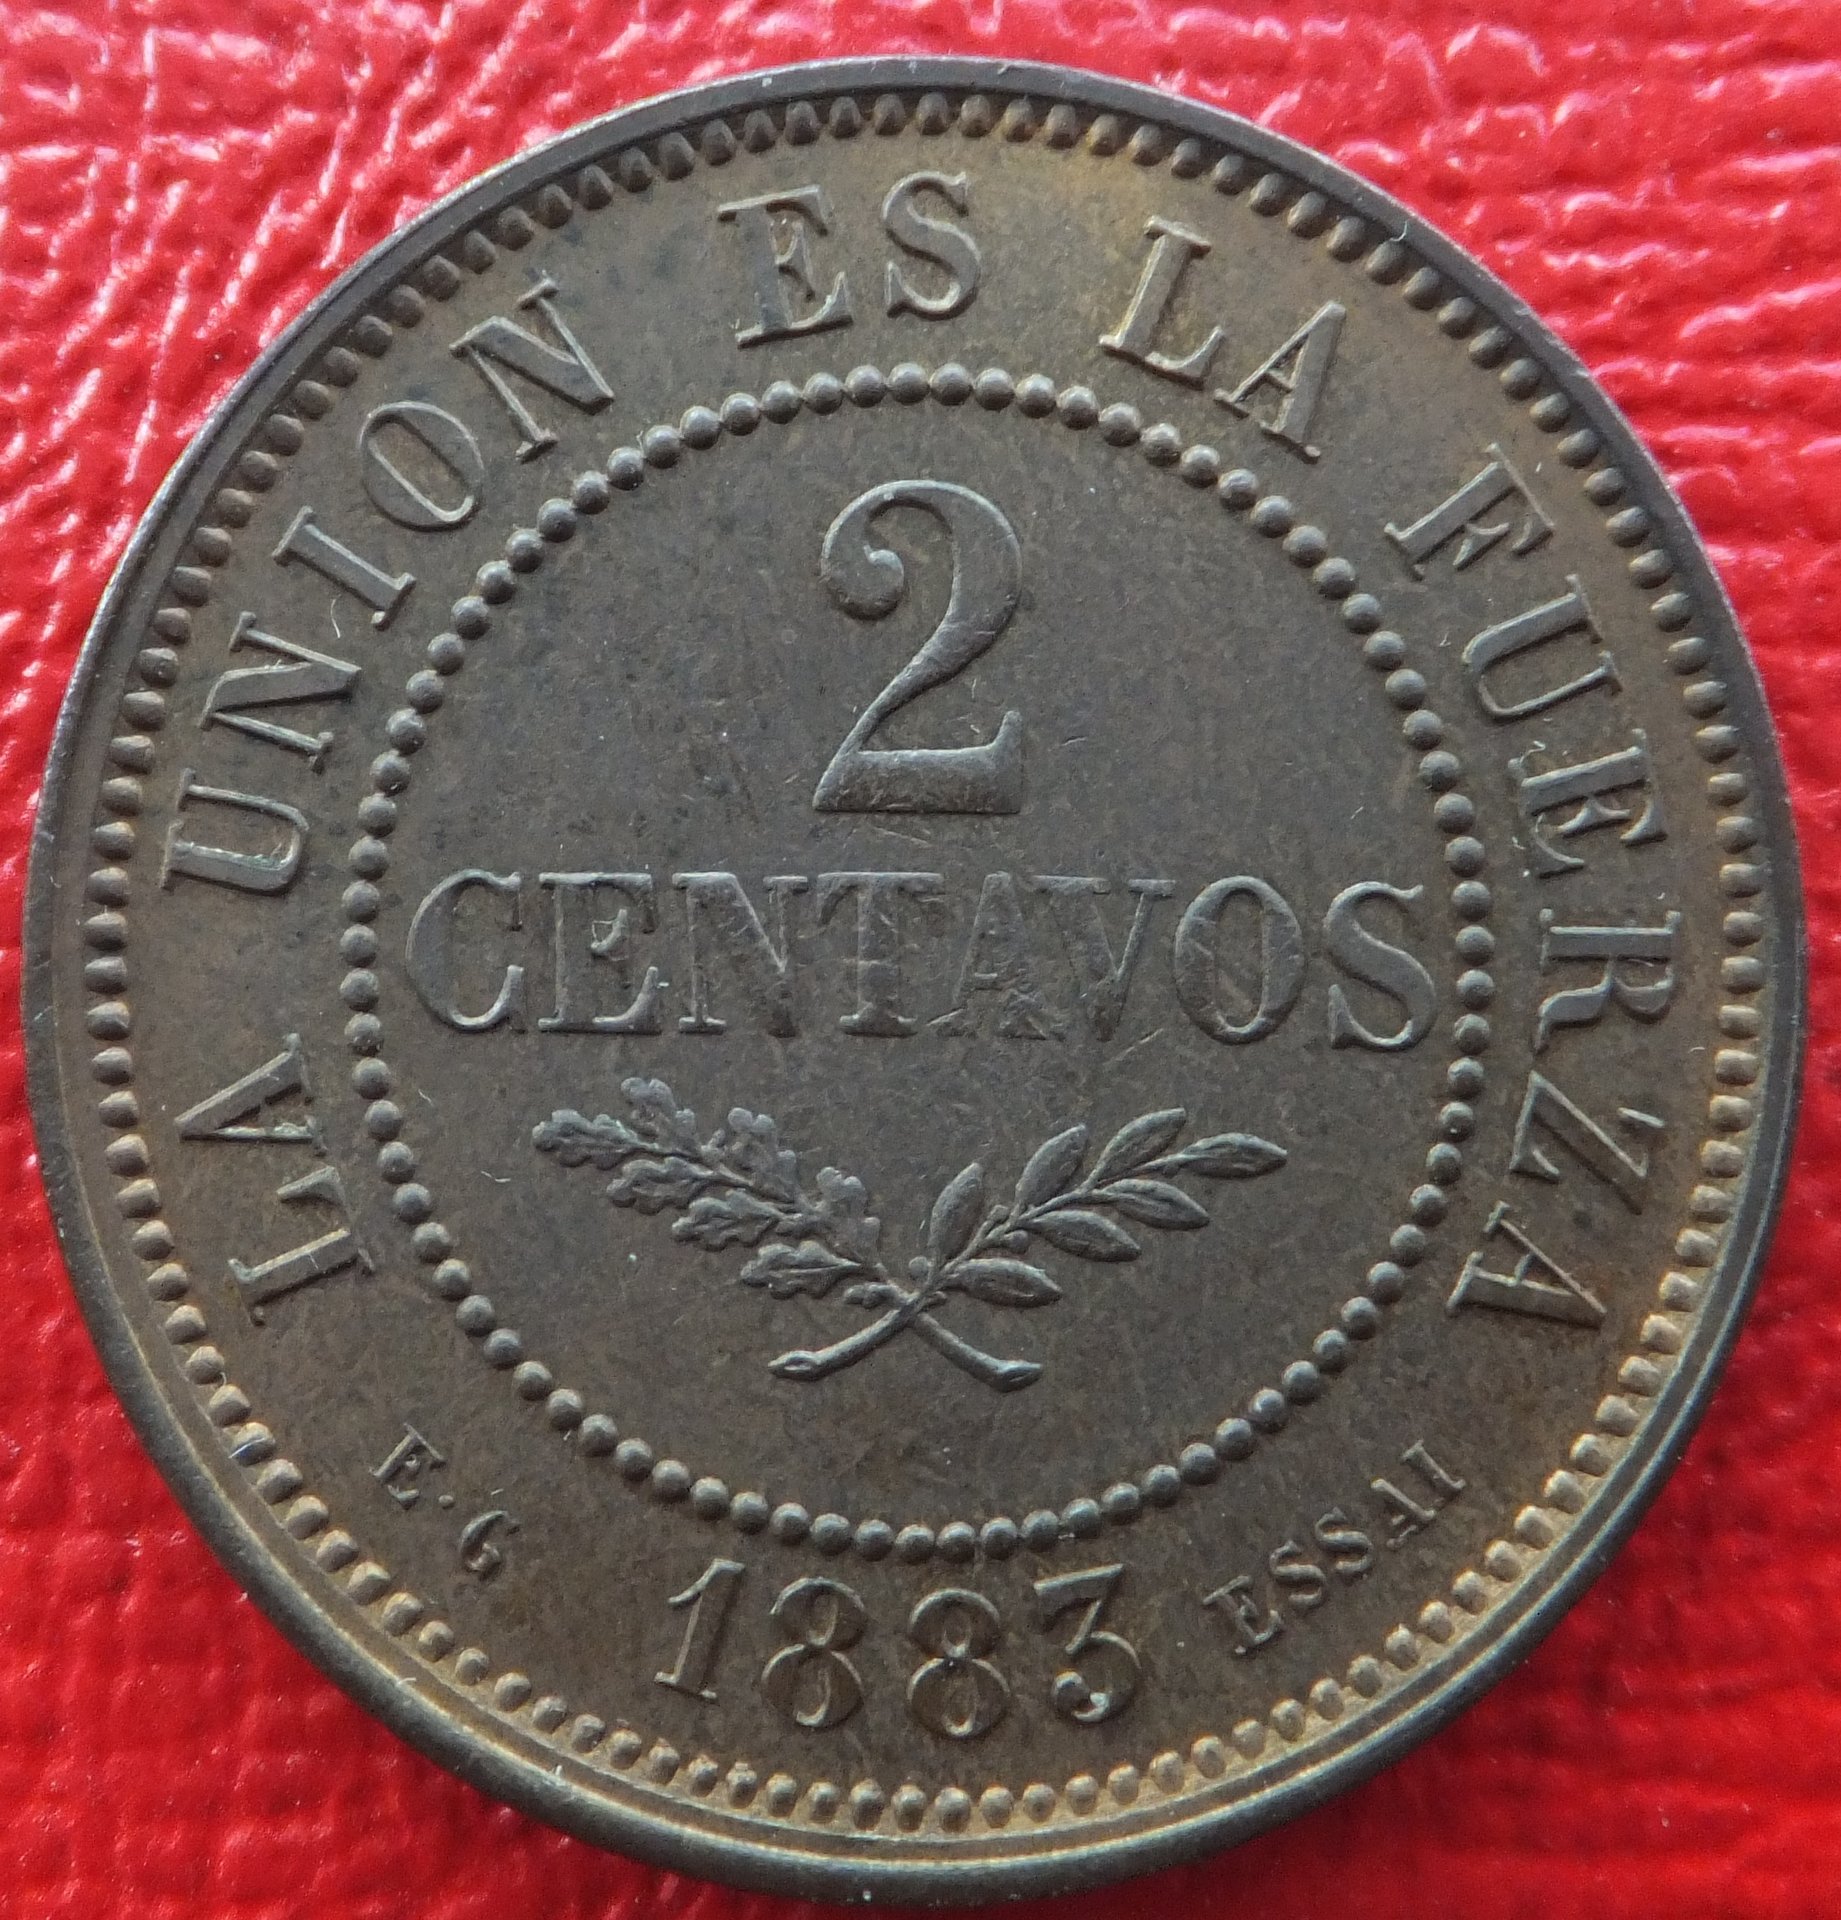 LA UNION ES LA FUERZA
2
CENTAVOS
E.G 1883 ESSAI